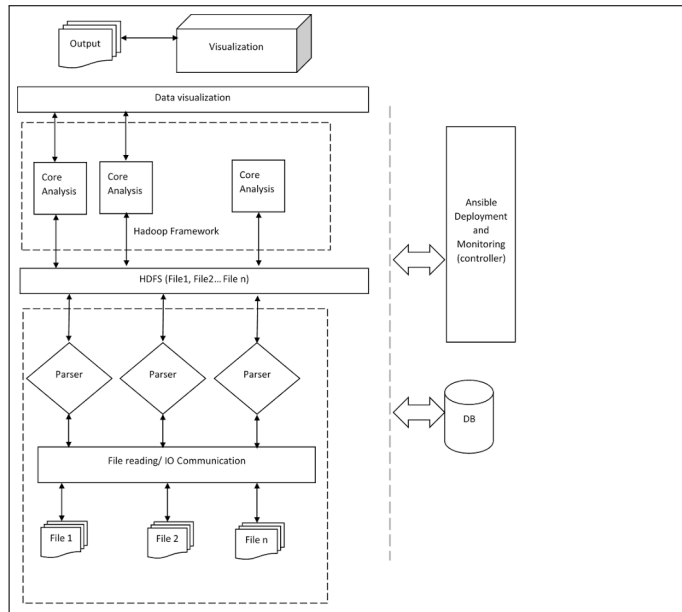 Output
Visualization
Data visualization
Core
Analysis
Core
Analysis
Core
Analysis
Hadoop Framework
HDFS (File1, File2... File n)
Parser
Parser
Parser
File reading/ IO Communication
File 1
File 2
File n
Ansible
Deployment
and
Monitoring
(controller)
DB